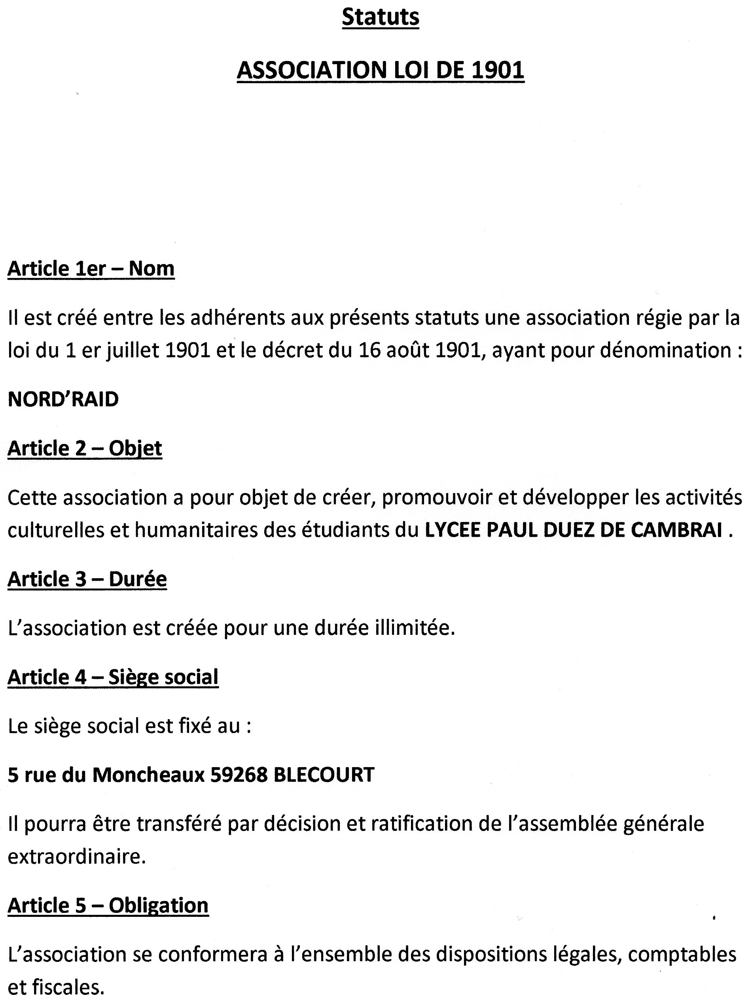 Statuts
ASSOCIATION LOI DE 1901
Article 1er – Nom
Il est créé entre les adhérents aux présents statuts une association régie par la
loi du 1 er juillet 1901 et le décret du 16 août 1901, ayant pour dénomination :
NORD’RAID
Article 2 – Objet
Cette association a pour objet de créer, promouvoir et développer les activités
culturelles et humanitaires des étudiants du LYCEE PAUL DUEZ DE CAMBRAI .
Article 3 – Durée
L’association est créée pour une durée illimitée.
Article 4 – Siège social
Le siège social est fixé au :
5 rue du Moncheaux 59268 BLECOURT
Il pourra être transféré par décision et ratification de l’assemblée générale
extraordinaire.
Article 5 – Obligation
L’association se conformera à l’ensemble des dispositions légales, comptables
et fiscales.